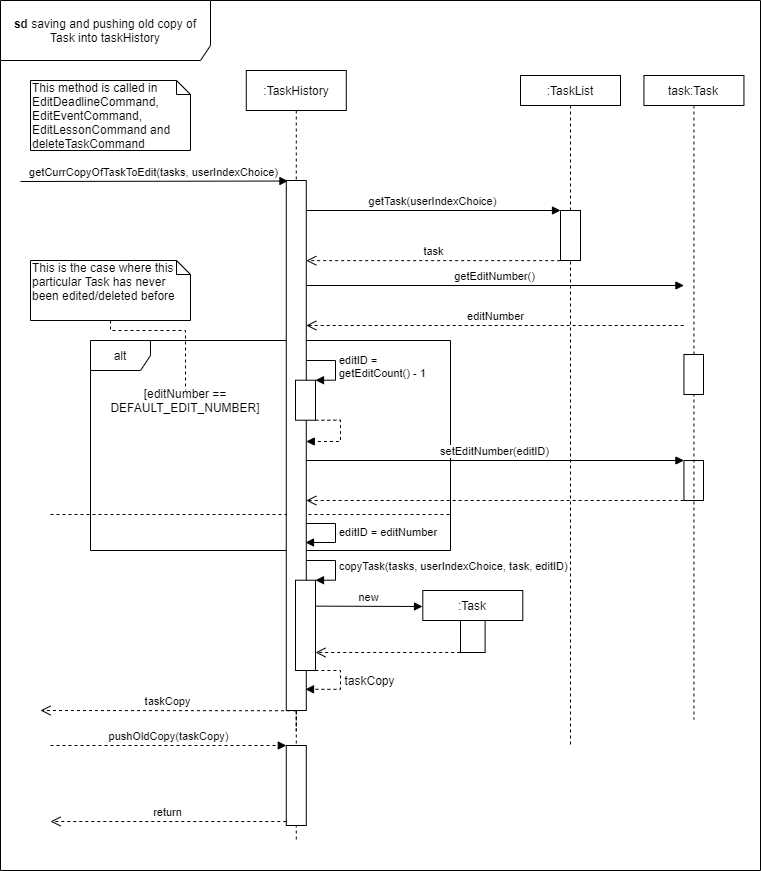 sd saving and pushing old copy of
Task into taskHistory
This method is called in
EditDeadlineCommand,
EditEventCommand,
EditLessonCommand and
deleteTaskCommand
:TaskHistory
:TaskList
task:Task
getCurrCopyOfTaskToEdit(tasks, userIndexChoice)
getTask(userIndexChoice)
task
This is the case where this
particular Task has never
been edited/deleted before
getEditNumber()
editNumber
alt
editID =
getEditCount() - 1
[editNumber ==
DEFAULT_EDIT_NUMBER]
setEditNumber(editID)
editID = editNumber
copyTask(tasks, userIndexChoice, task, editID)
new
:Task
taskCopy
taskCopy
pushOldCopy(taskCopy)
return